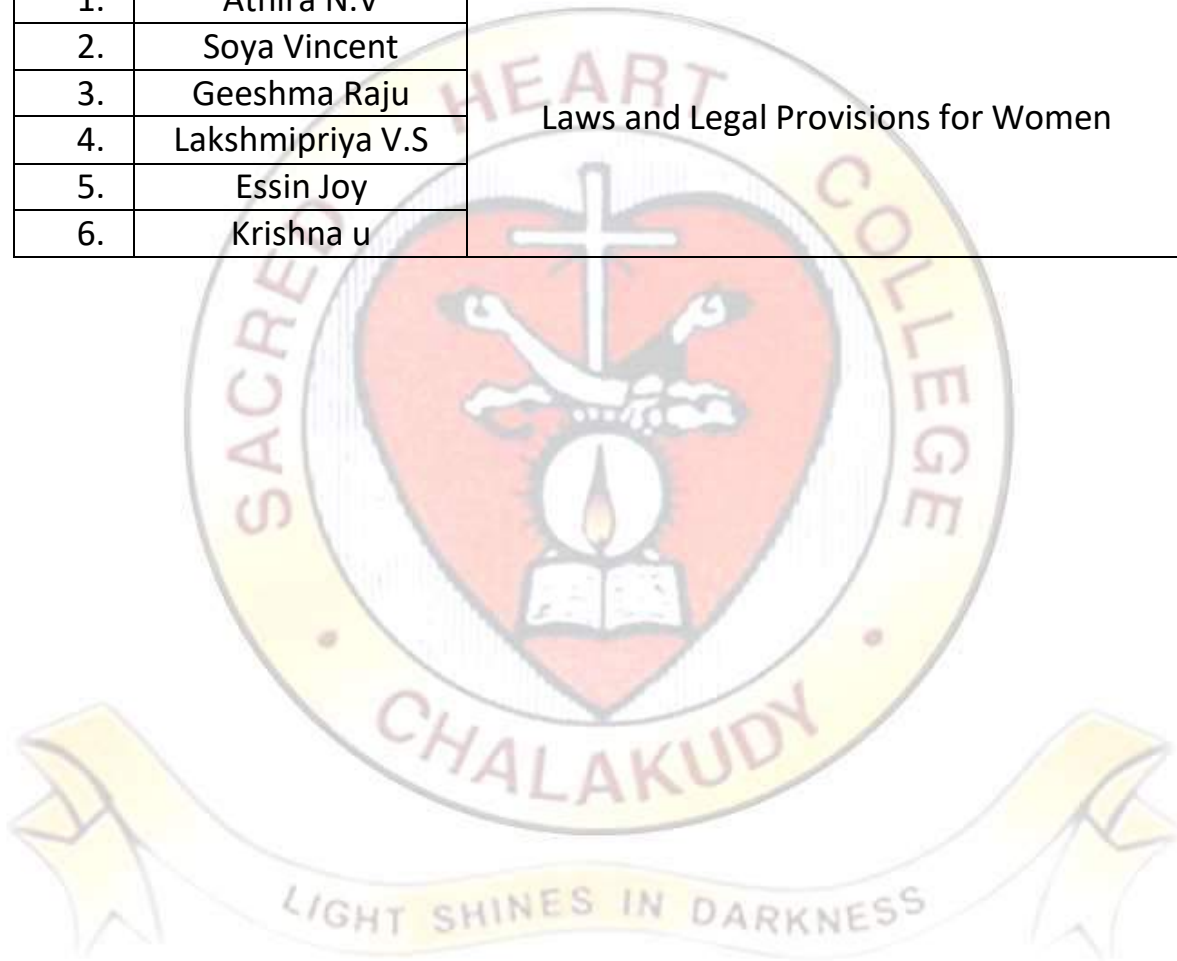 1. Athira N.V
2. Soya Vincent
3. Geeshma Raju
Laws and Legal Provisions for Women
4. Lakshmipriya V.S
5. Essin Joy
6. Krishna u
SACRED HEART COLLEGE
CHALAKUDY
LIGHT SHINES IN DARKNESS